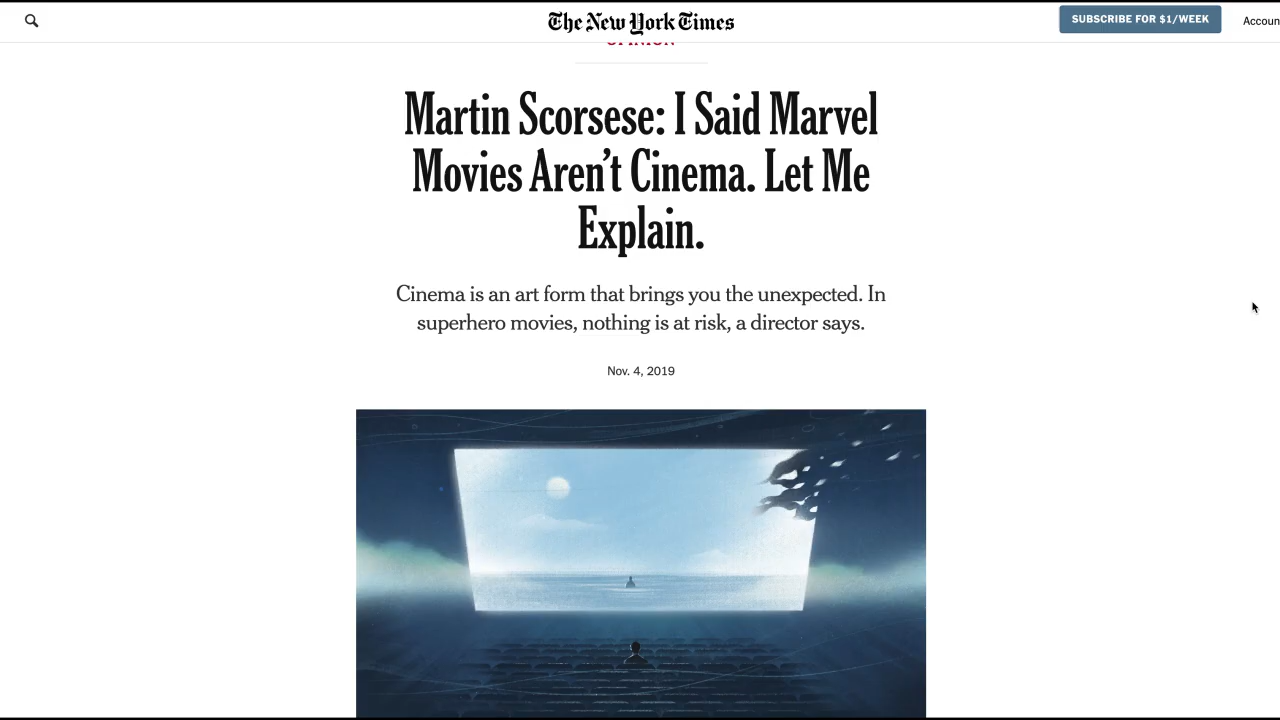 The New York Times
SUBSCRIBE FOR $1/WEEK
Accoun
OPINION
Martin Scorsese: I Said Marvel
Movies Aren’t Cinema. Let Me
Explain.
Cinema is an art form that brings you the unexpected. In
superhero movies, nothing is at risk, a director says.
Nov. 4, 2019